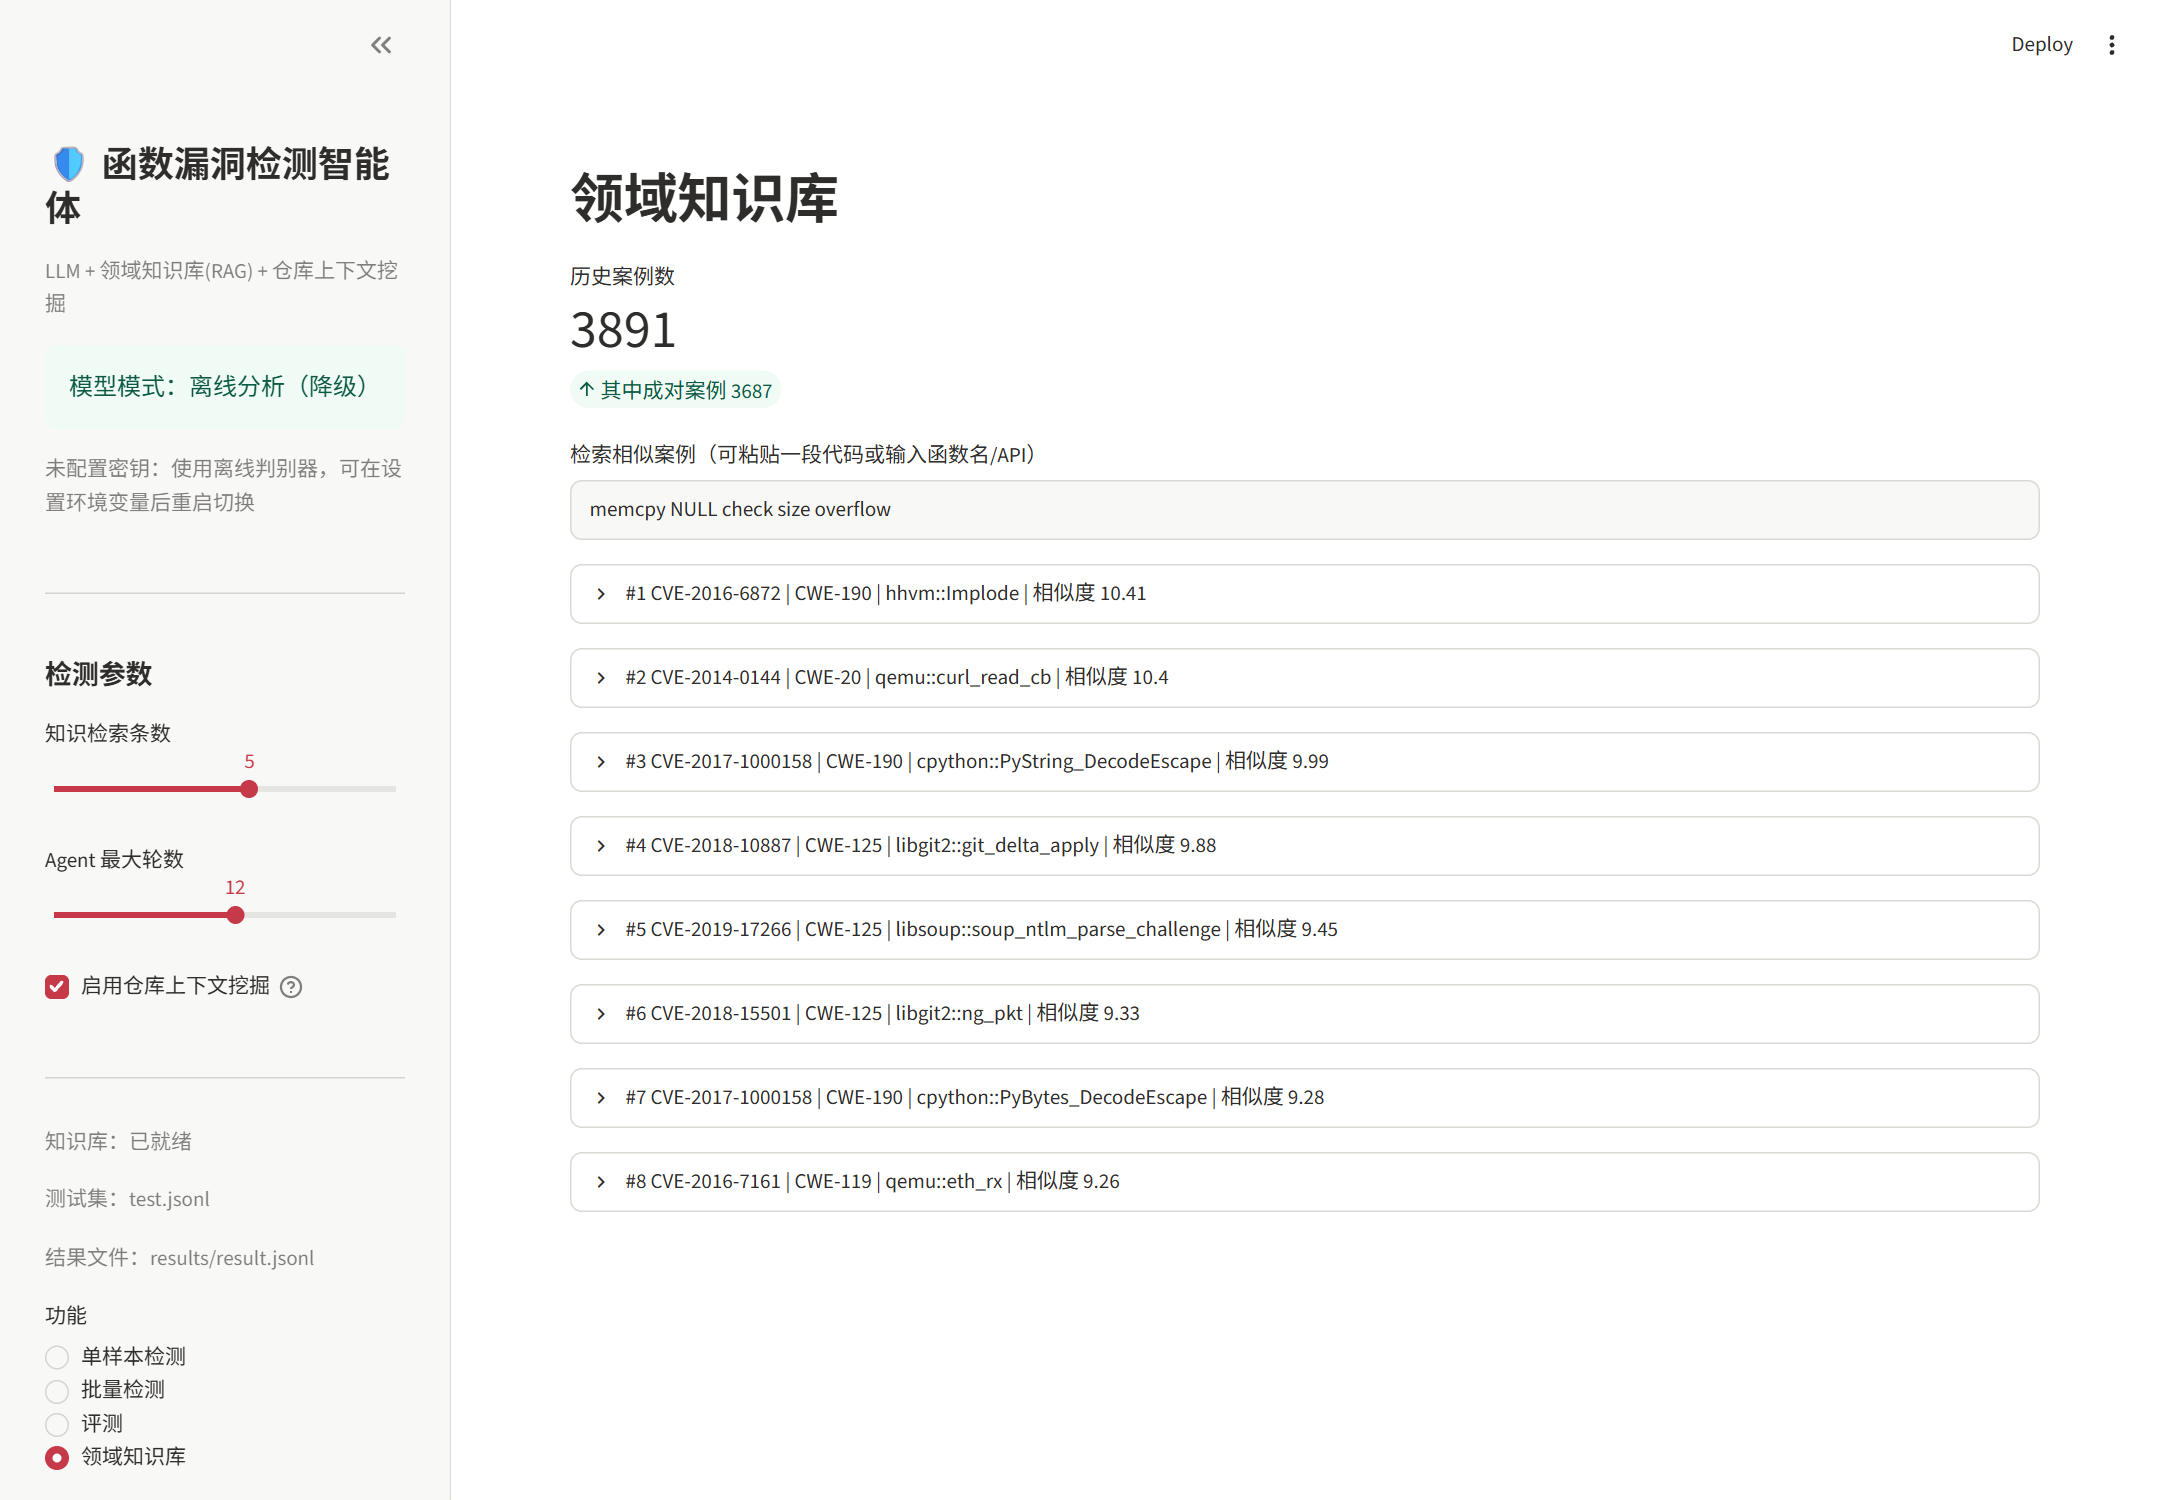 Deploy
函数漏洞检测智能
体
LLM + 领域知识库(RAG) + 仓库上下文挖
掘
模型模式：离线分析（降级）
未配置密钥：使用离线判别器，可在设
置环境变量后重启切换
检测参数
知识检索条数
5
Agent 最大轮数
12
启用仓库上下文挖掘
知识库：已就绪
测试集：test.jsonl
结果文件：results/result.jsonl
功能
单样本检测
批量检测
评测
领域知识库
领域知识库
历史案例数
3891
↑ 其中成对案例 3687
检索相似案例（可粘贴一段代码或输入函数名/API）
memcpy NULL check size overflow
#1 CVE-2016-6872 | CWE-190 | hhvm::Implode | 相似度 10.41
#2 CVE-2014-0144 | CWE-20 | qemu::curl_read_cb | 相似度 10.4
#3 CVE-2017-1000158 | CWE-190 | cpython::PyString_DecodeEscape | 相似度 9.99
#4 CVE-2018-10887 | CWE-125 | libgit2::git_delta_apply | 相似度 9.88
#5 CVE-2019-17266 | CWE-125 | libsoup::soup_ntlm_parse_challenge | 相似度 9.45
#6 CVE-2018-15501 | CWE-125 | libgit2::ng_pkt | 相似度 9.33
#7 CVE-2017-1000158 | CWE-190 | cpython::PyBytes_DecodeEscape | 相似度 9.28
#8 CVE-2016-7161 | CWE-119 | qemu::eth_rx | 相似度 9.26